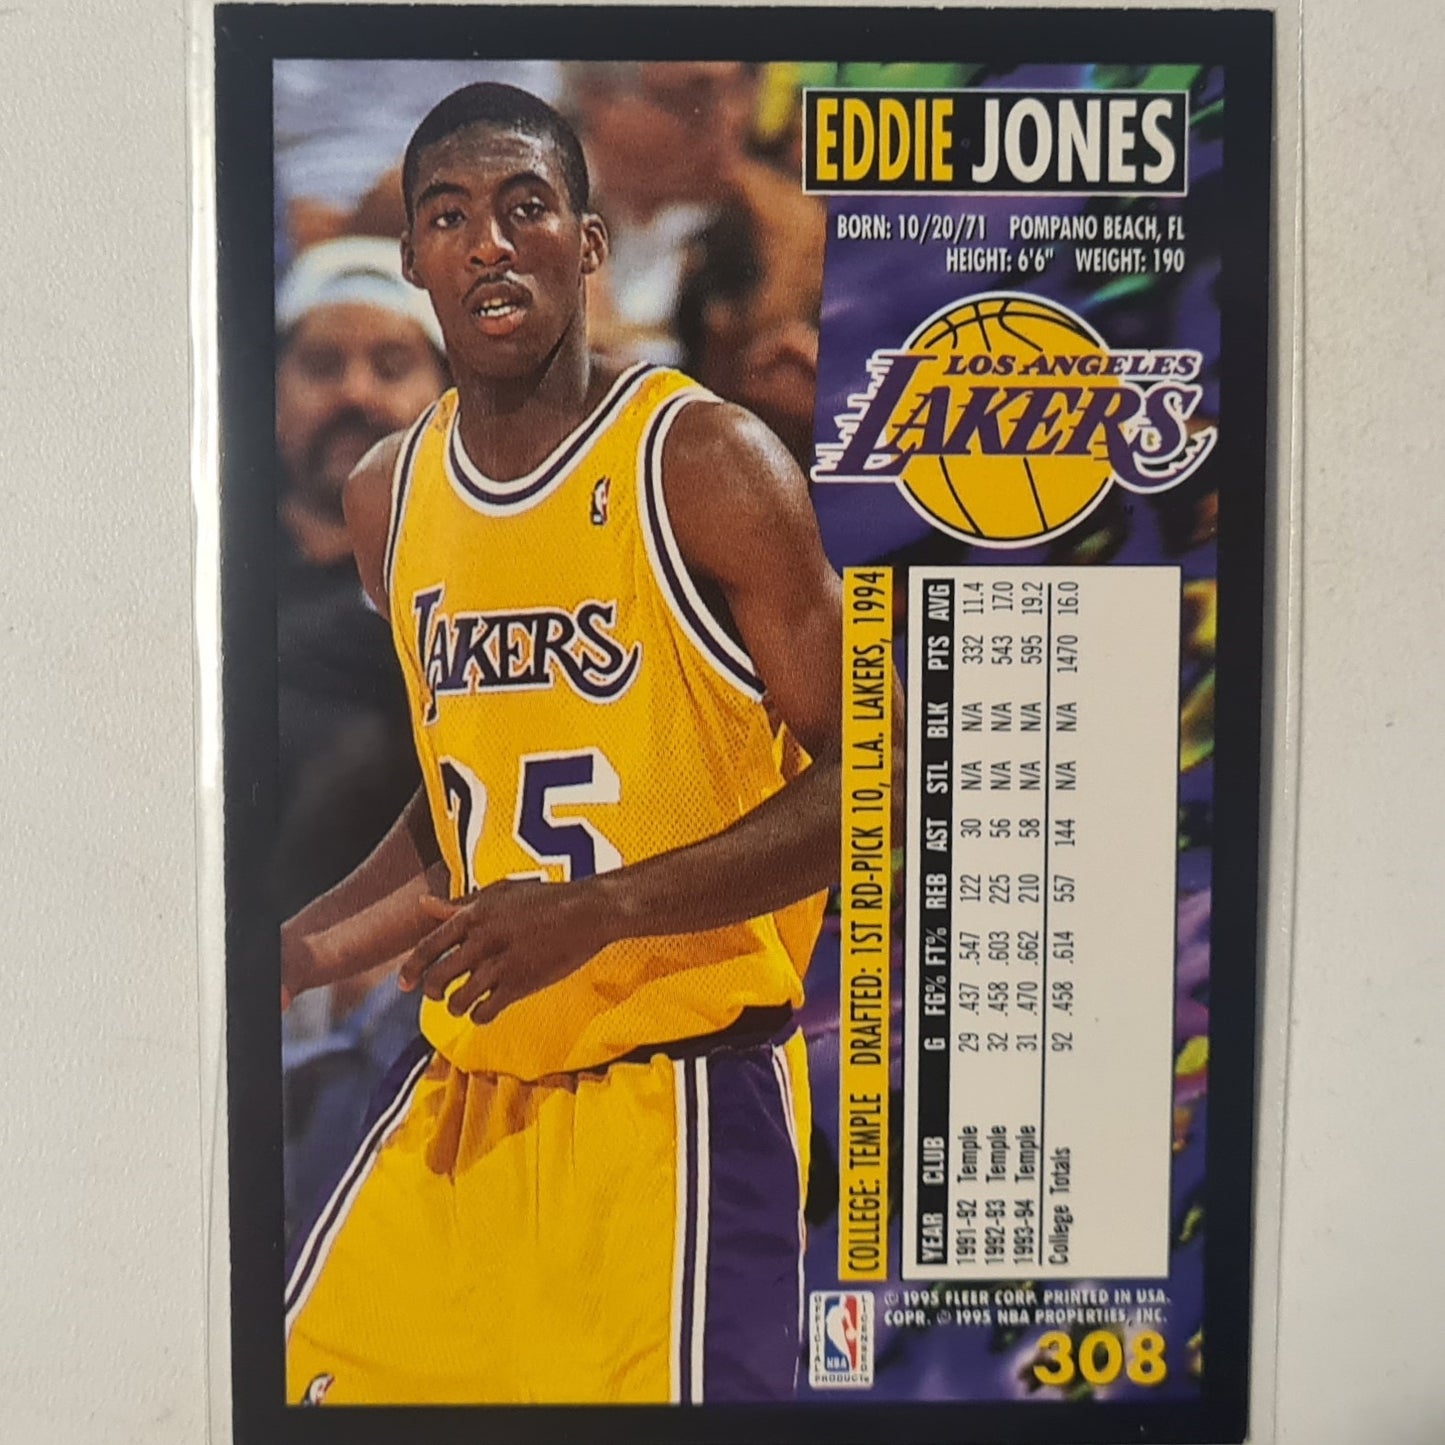 EDDIE JONES
BORN: 10/20/71 POMPANO BEACH, FL
HEIGHT: 6'6" WEIGHT: 190
LOS ANGELES
LAKERS
LAKERS
25
COLLEGE: TEMPLE DRAFTED: 1ST RD-PICK 10, L.A. LAKERS, 1994
YEAR CLUB G FG% FT% REB AST STL BLK PTS AVG
1991-92 Temple 29 .437 .547 122 30 N/A N/A 332 11.4
1992-93 Temple 32 .458 .603 225 56 N/A N/A 543 17.0
1993-94 Temple 31 .470 .662 210 58 N/A N/A 595 19.2
College Totals 92 .458 .614 557 144 N/A N/A 1470 16.0
OFFICIAL LICENSED
NBA
PRODUCT
© 1995 FLEER CORP. PRINTED IN USA.
COPR. © 1995 NBA PROPERTIES, INC.
308